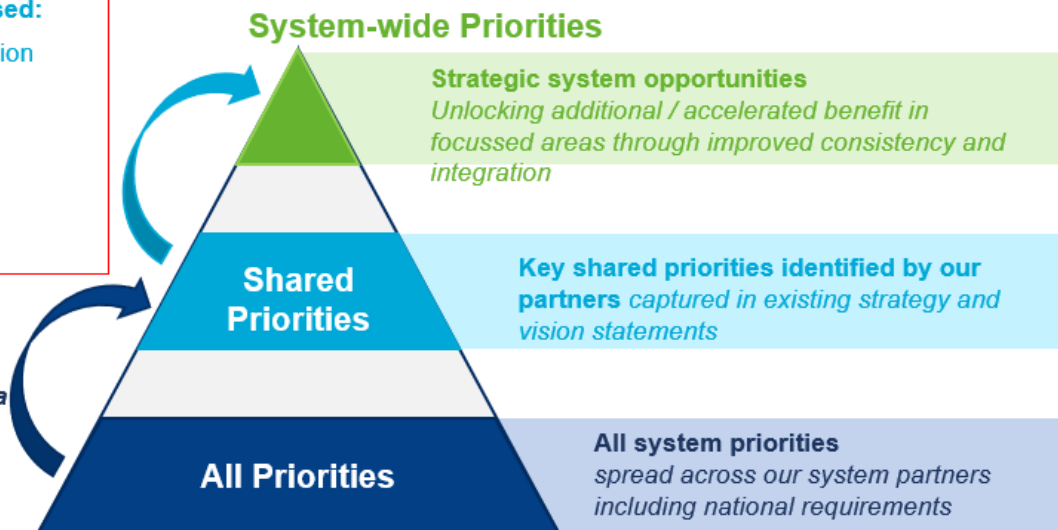 sed:
ion
System-wide Priorities
Strategic system opportunities
Unlocking additional / accelerated benefit in
focussed areas through improved consistency and
integration
Shared
Priorities
Key shared priorities identified by our
partners captured in existing strategy and
vision statements
a
All Priorities
All system priorities
spread across our system partners
including national requirements